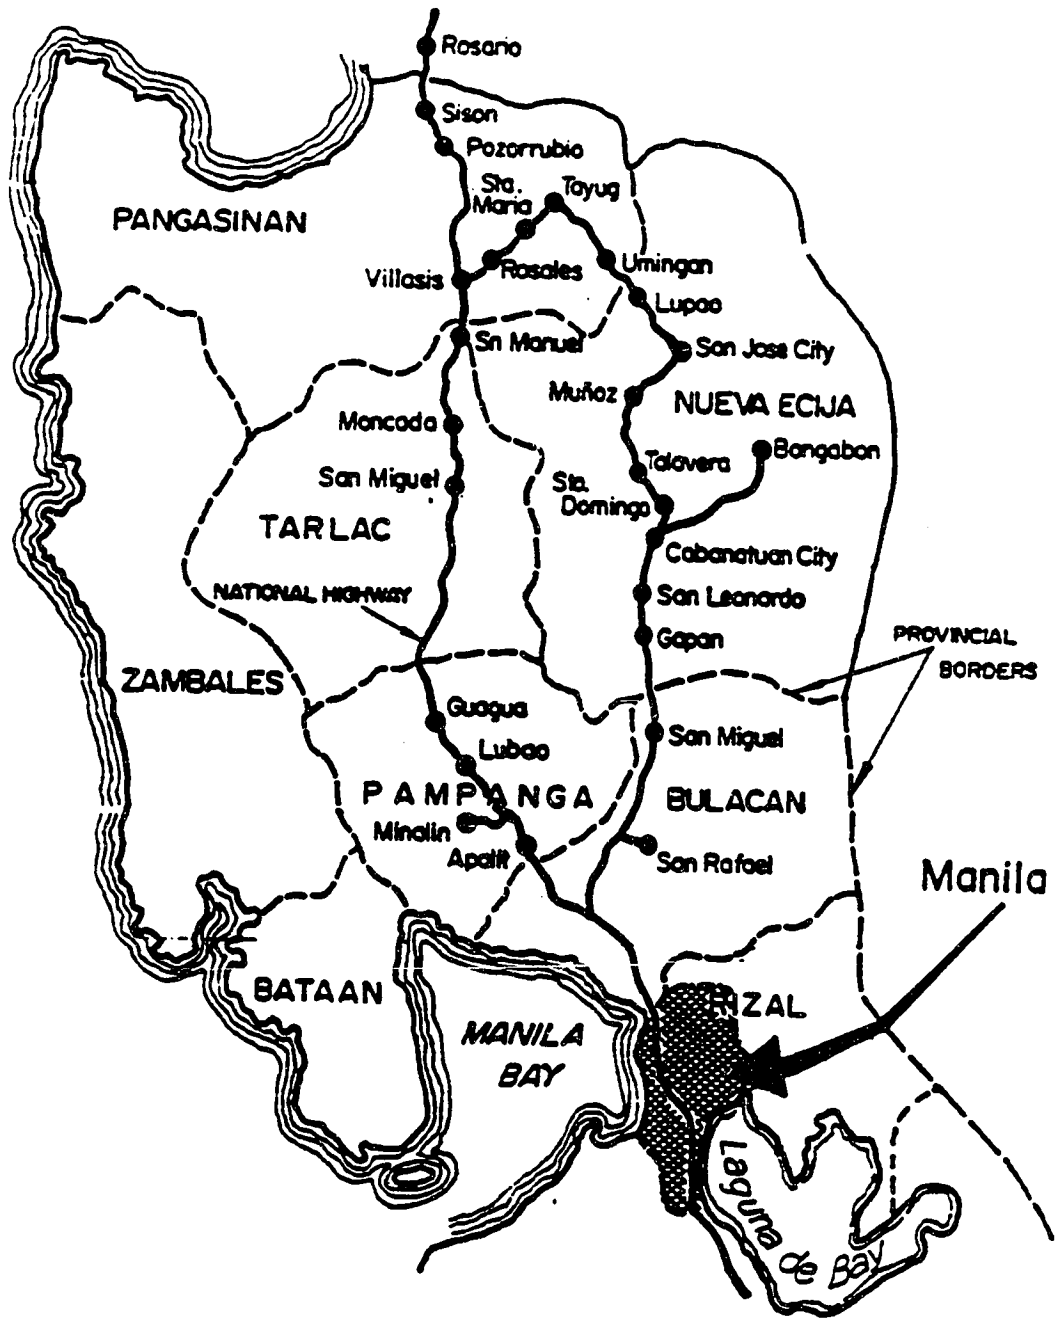 Rosario
Sison
Pozorrubio
Sta.
Maria
Tayug
PANGASINAN
Villasis
Rosales
Umingan
Lupao
Sn Manuel
San Jose City
Muñoz
NUEVA ECIJA
Moncada
Bongabon
Talavera
San Miguel
Sta.
Domingo
TARLAC
Cabanatuan City
NATIONAL HIGHWAY
San Leonardo
Gapan
PROVINCIAL
BORDERS
ZAMBALES
Guagua
San Miguel
Lubao
PAMPANGA
BULACAN
Minalin
Apalit
San Rafael
Manila
BATAAN
RIZAL
MANILA
BAY
Laguna de Bay